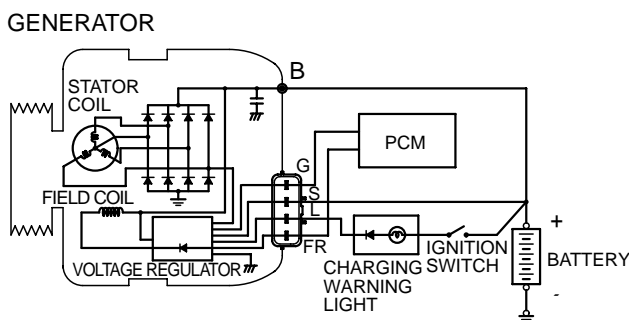 GENERATOR
B
STATOR
COIL
PCM
G
S
FIELD COIL
L
+
FR
IGNITION
SWITCH
BATTERY
VOLTAGE REGULATOR
CHARGING
WARNING
LIGHT
-